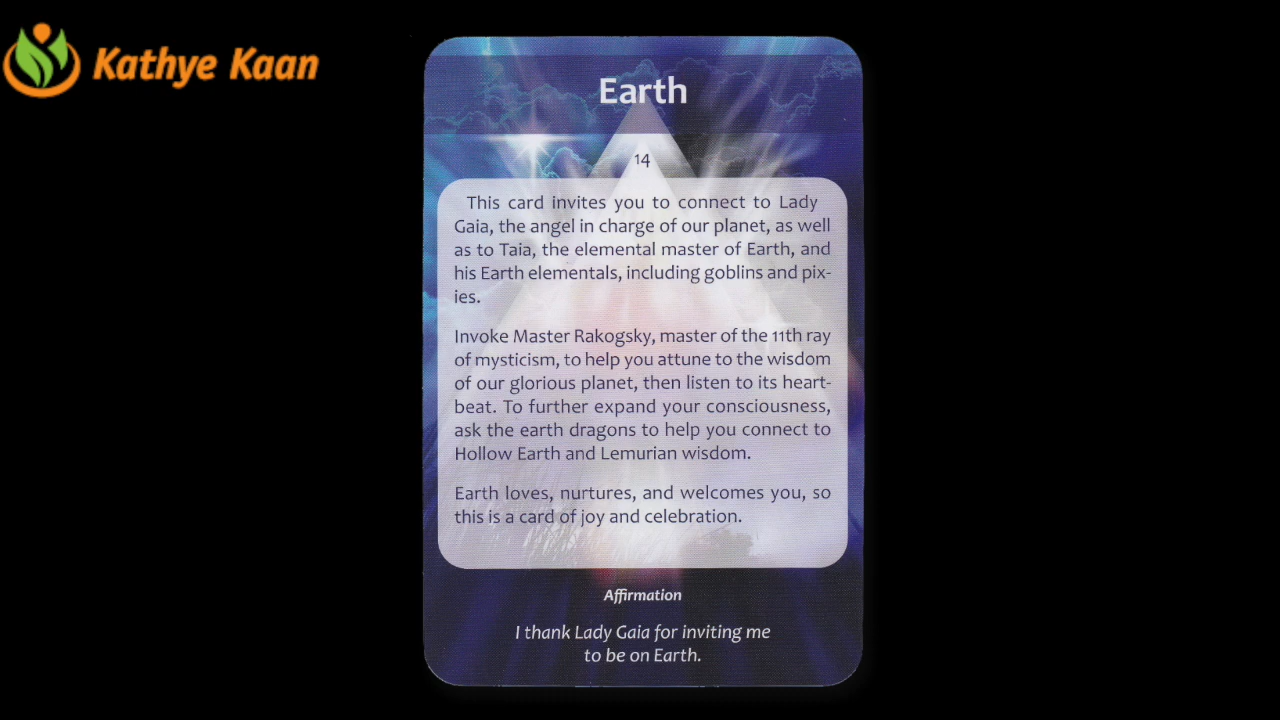 Kathye Kaan
Earth
14
This card invites you to connect to Lady
Gaia, the angel in charge of our planet, as well
as to Taia, the elemental master of Earth, and
his Earth elementals, including goblins and pix-
ies.
Invoke Master Rakogsky, master of the 11th ray
of mysticism, to help you attune to the wisdom
of our glorious planet, then listen to its heart-
beat. To further expand your consciousness,
ask the earth dragons to help you connect to
Hollow Earth and Lemurian wisdom.
Earth loves, nurtures, and welcomes you, so
this is a card of joy and celebration.
Affirmation
I thank Lady Gaia for inviting me
to be on Earth.